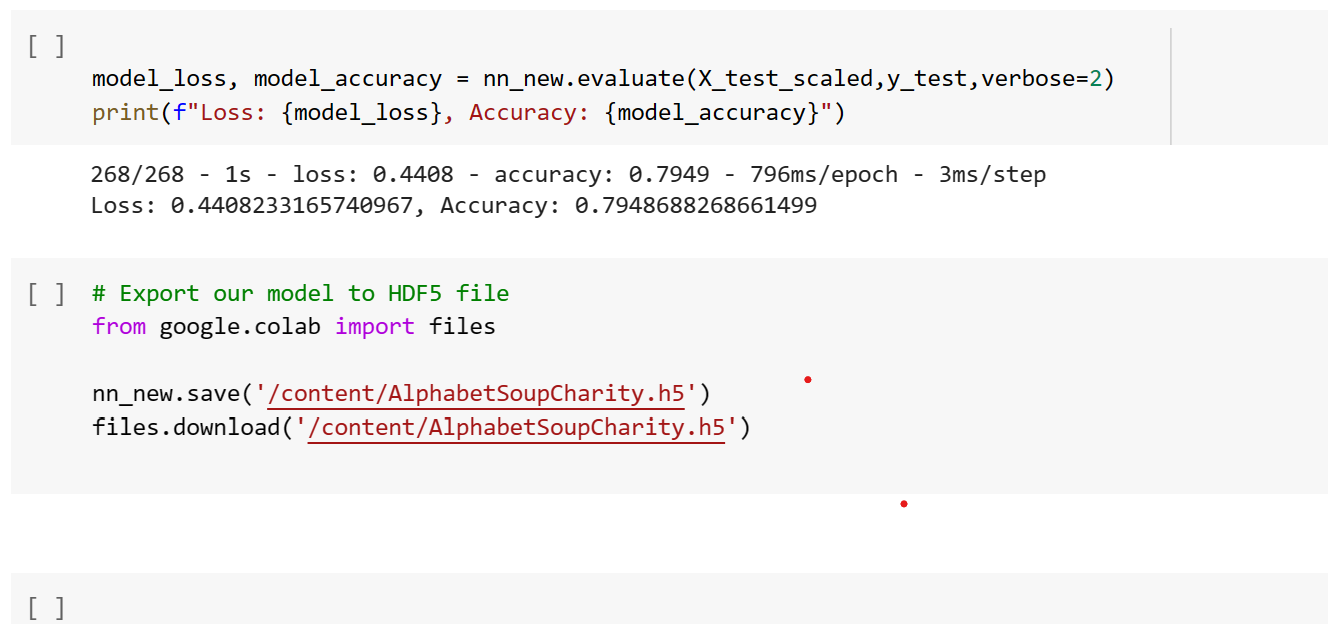 [ ]
model_loss, model_accuracy = nn_new.evaluate(X_test_scaled,y_test,verbose=2)
print(f"Loss: {model_loss}, Accuracy: {model_accuracy}")
268/268 - 1s - loss: 0.4408 - accuracy: 0.7949 - 796ms/epoch - 3ms/step
Loss: 0.4408233165740967, Accuracy: 0.7948688268661499
[ ] # Export our model to HDF5 file
from google.colab import files
nn_new.save('/content/AlphabetSoupCharity.h5')
files.download('/content/AlphabetSoupCharity.h5')
[ ]